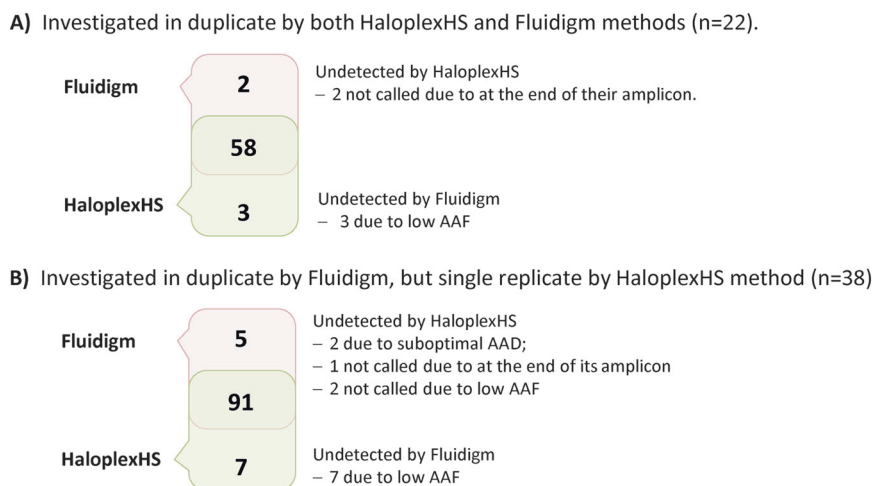 A) Investigated in duplicate by both HaloplexHS and Fluidigm methods (n=22).
Fluidigm
2
Undetected by HaloplexHS
– 2 not called due to at the end of their amplicon.
58
HaloplexHS
3
Undetected by Fluidigm
– 3 due to low AAF
B) Investigated in duplicate by Fluidigm, but single replicate by HaloplexHS method (n=38)
Fluidigm
5
Undetected by HaloplexHS
– 2 due to suboptimal AAD;
– 1 not called due to at the end of its amplicon
– 2 not called due to low AAF
91
HaloplexHS
7
Undetected by Fluidigm
– 7 due to low AAF